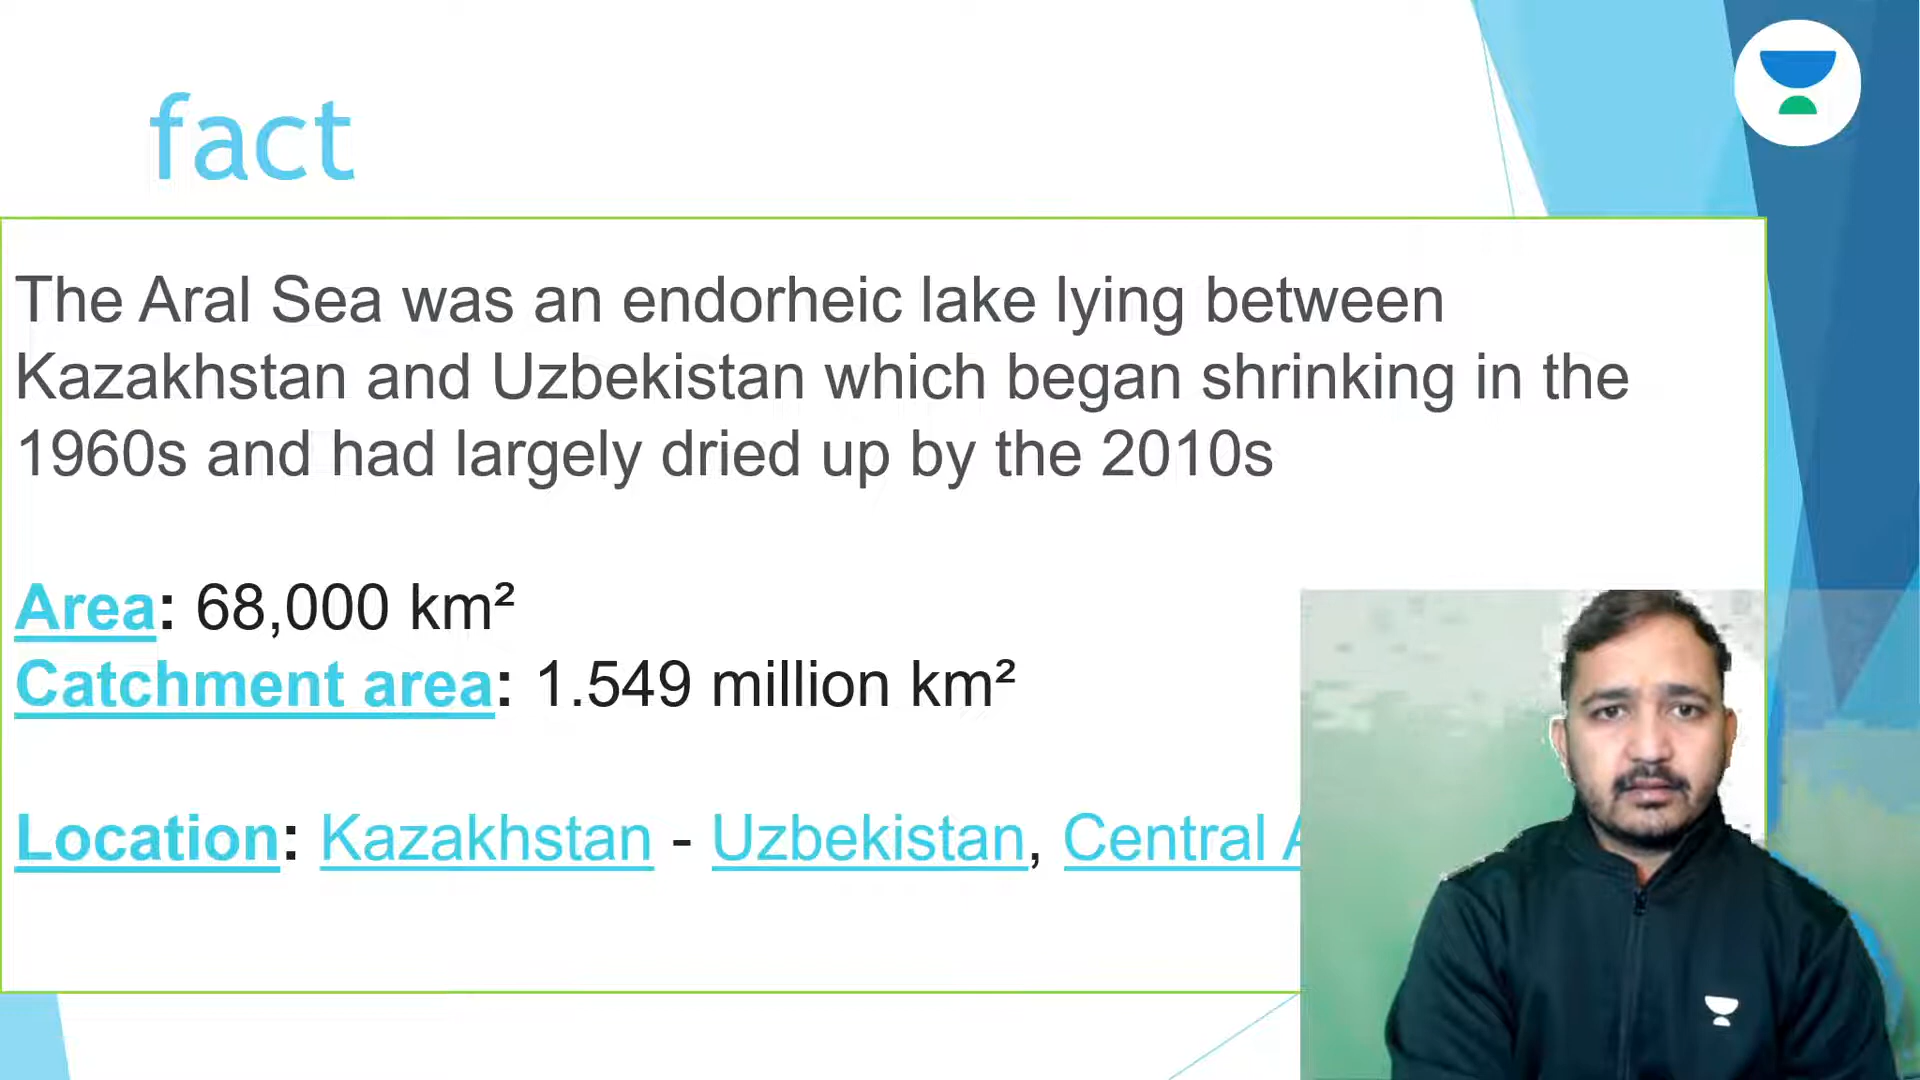 fact
The Aral Sea was an endorheic lake lying between
Kazakhstan and Uzbekistan which began shrinking in the
1960s and had largely dried up by the 2010s
Area: 68,000 km²
Catchment area: 1.549 million km²
Location: Kazakhstan - Uzbekistan, Central